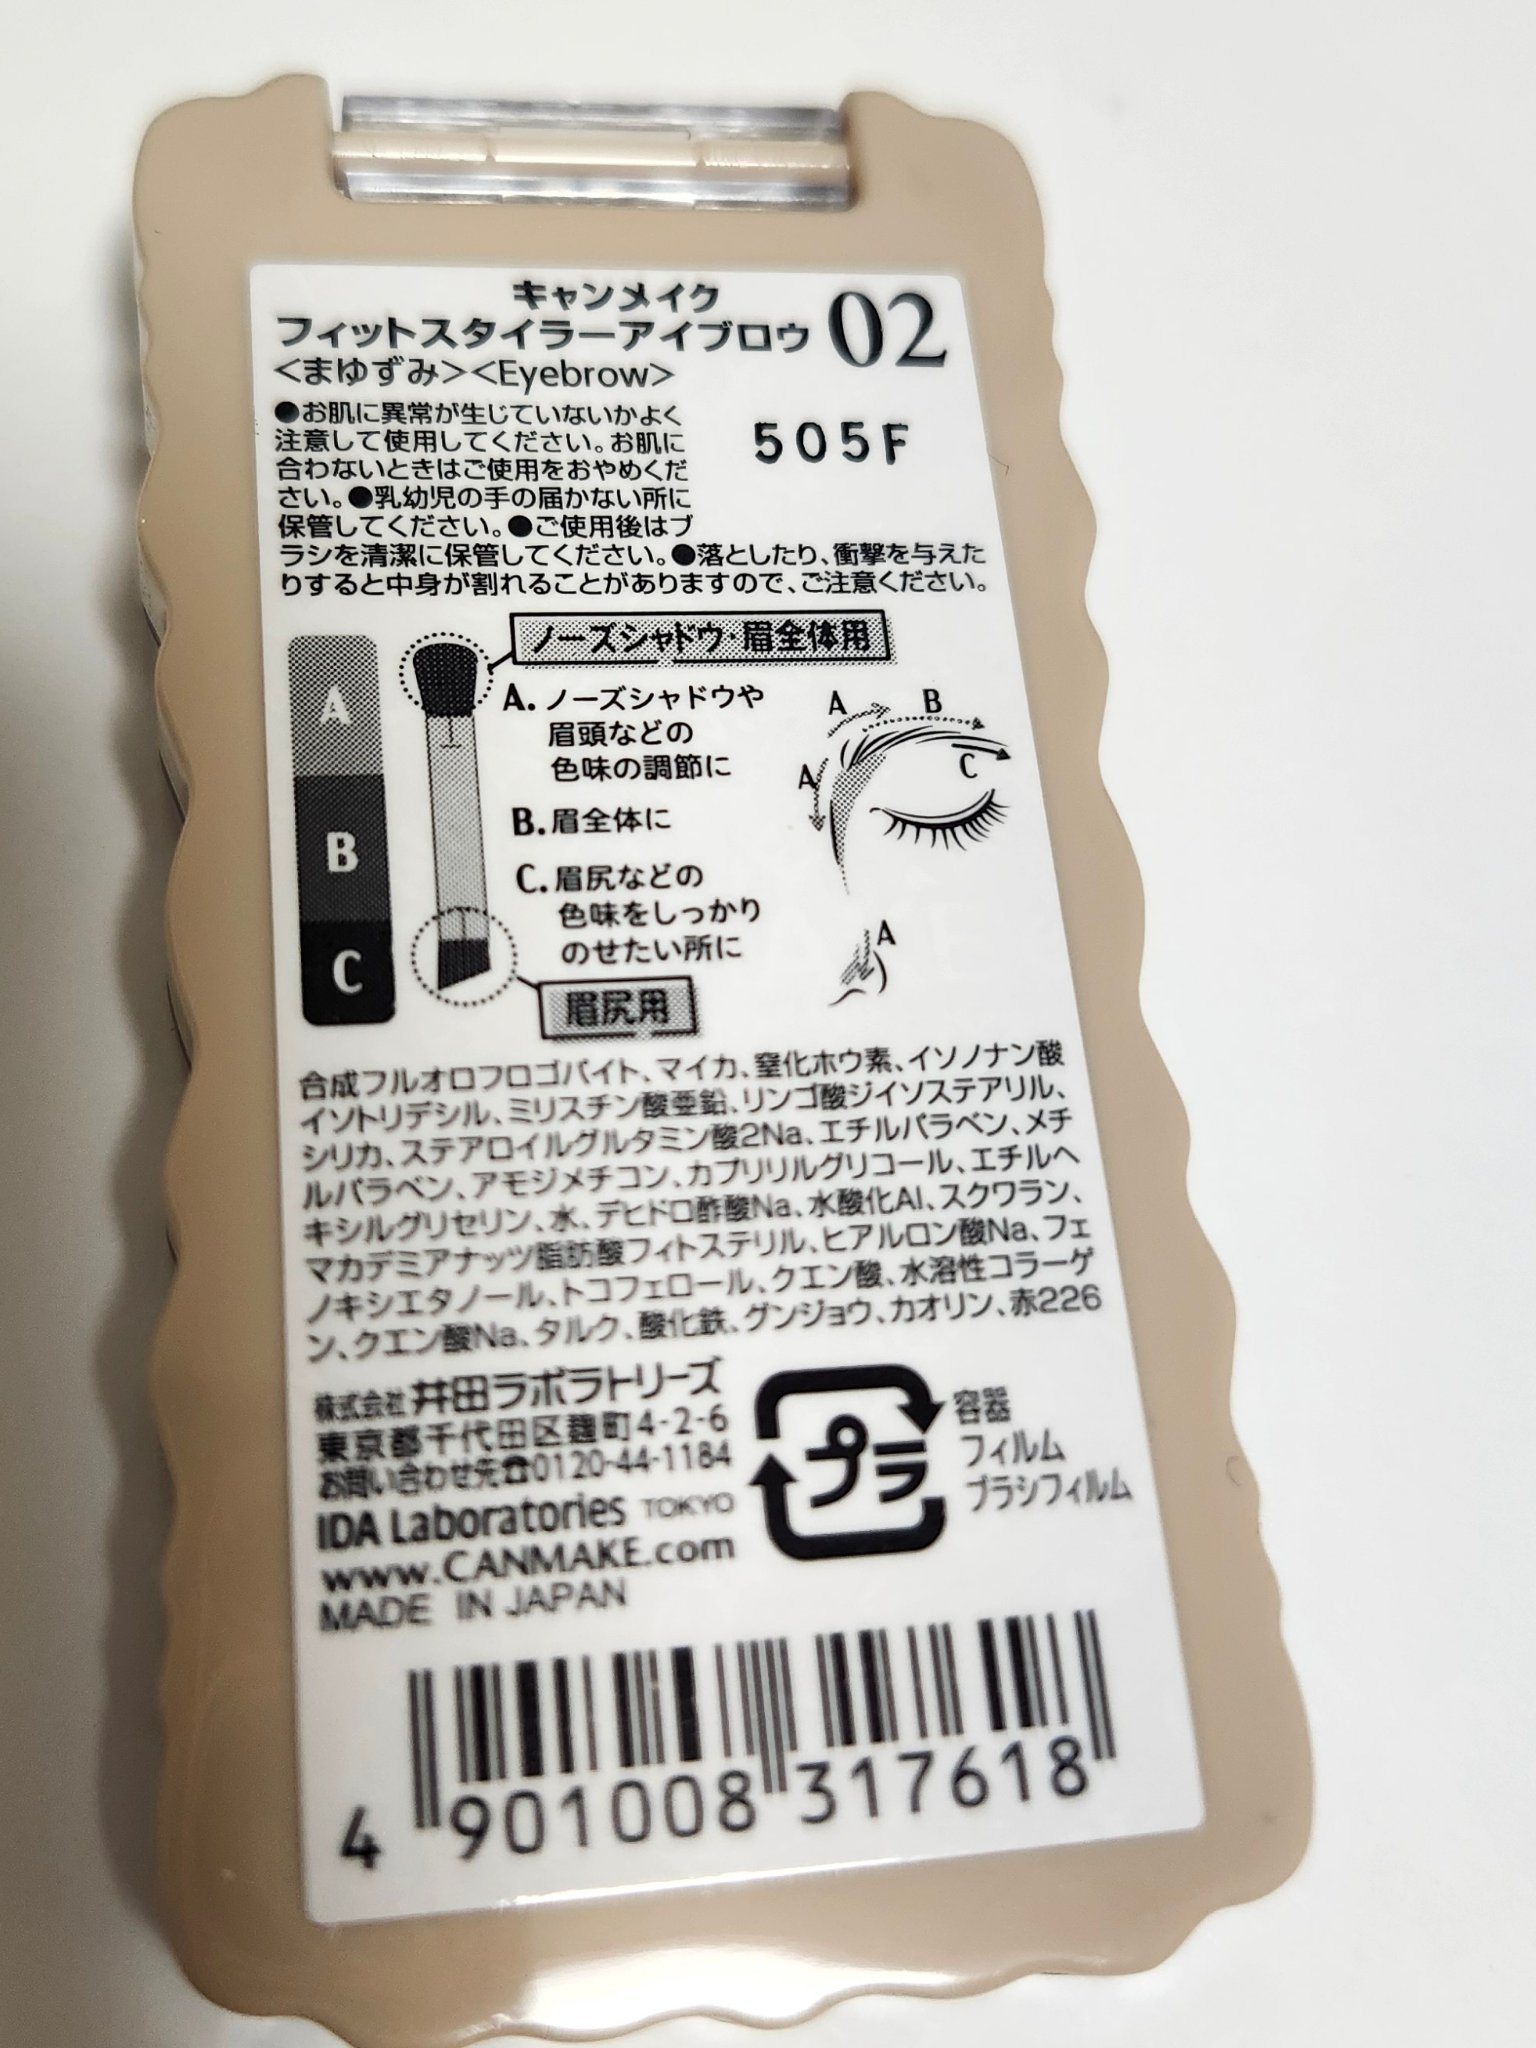 キャンメイク
フィットスタイラーアイブロウ 02
<まゆずみ><Eyebrow>
●お肌に異常が生じていないかよく
注意して使用してください。お肌に
合わないときはご使用をおやめくだ
さい。●乳幼児の手の届かない所に
保管してください。●ご使用後はブ
ラシを清潔に保管してください。●落としたり、衝撃を与えた
りすると中身が割れることがありますので、ご注意ください。
505F
ノーズシャドウ・眉全体用
A
B
C
A.ノーズシャドウや
眉頭などの
色味の調節に
B.眉全体に
C.眉尻などの
色味をしっかり
のせたい所に
眉尻用
A
B
A
C
A
合成フルオロフロゴパイト、マイカ、窒化ホウ素、イソノナン酸
イソトリデシル、ミリスチン酸亜鉛、リンゴ酸ジイソステアリル、
シリカ、ステアロイルグルタミン酸2Na、エチルパラベン、メチ
ルパラベン、アモジメチコン、カプリリルグリコール、エチルヘ
キシルグリセリン、水、デヒドロ酢酸Na、水酸化Al、スクワラン、
マカデミアナッツ脂肪酸フィトステリル、ヒアルロン酸Na、フェ
ノキシエタノール、トコフェロール、クエン酸、水溶性コラーゲ
ン、クエン酸Na、タルク、酸化鉄、グンジョウ、カオリン、赤226
株式会社 井田ラボラトリーズ
東京都千代田区麹町4-2-6
お問い合わせ先☎0120-44-1184
IDA Laboratories TOKYO
www.CANMAKE.com
MADE IN JAPAN
プラ
容器
フィルム
ブラシフィルム
4 901008 317618